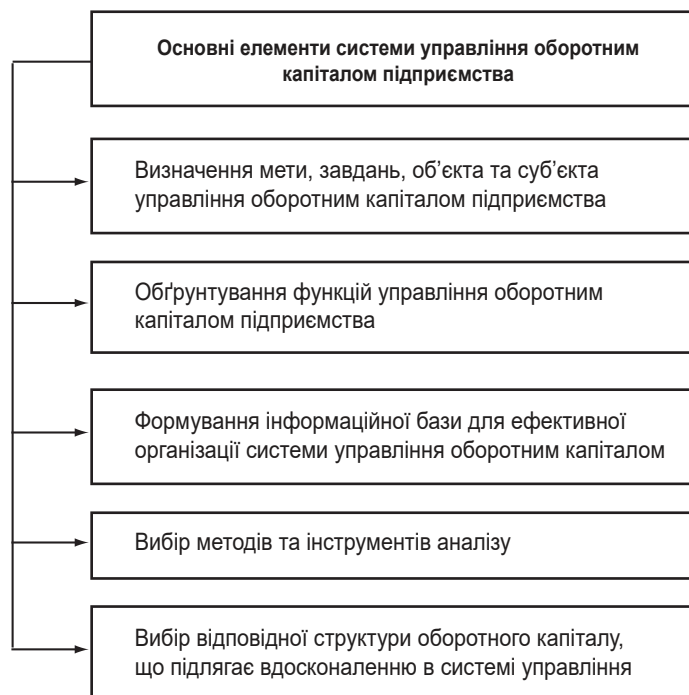 Основні елементи системи управління оборотним
капіталом підприємства
Визначення мети, завдань, об’єкта та суб’єкта
управління оборотним капіталом підприємства
Обґрунтування функцій управління оборотним
капіталом підприємства
Формування інформаційної бази для ефективної
організації системи управління оборотним капіталом
Вибір методів та інструментів аналізу
Вибір відповідної структури оборотного капіталу,
що підлягає вдосконаленню в системі управління